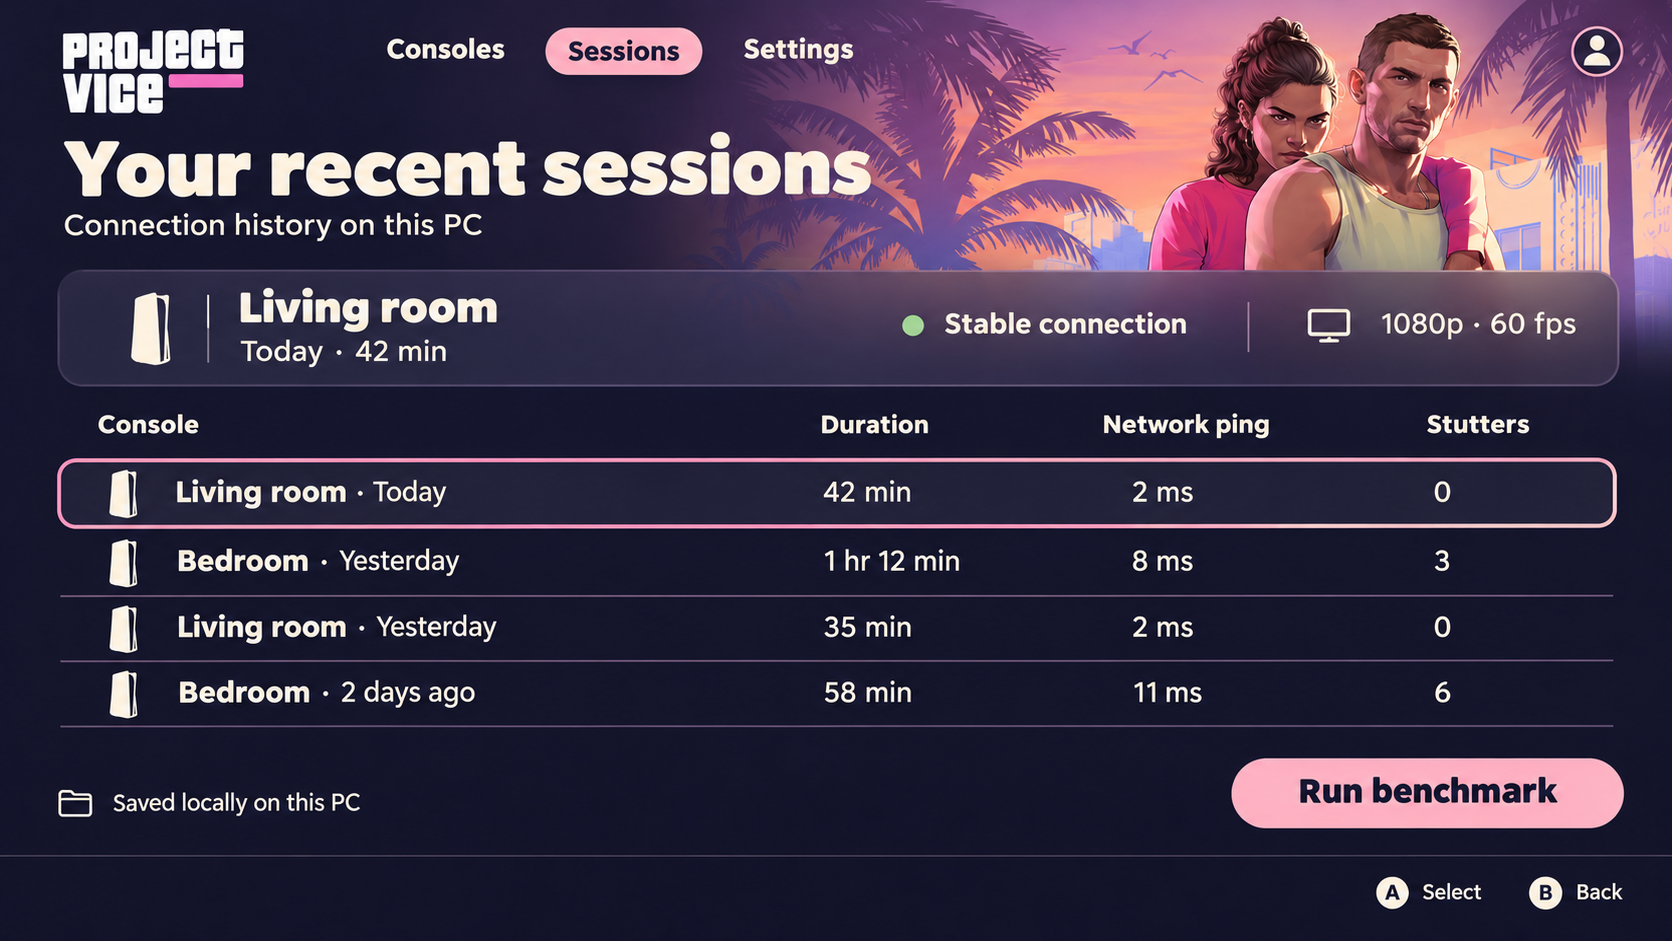 PROJECT
VICE
Consoles Sessions Settings
Your recent sessions
Connection history on this PC
Living room
Today · 42 min
Stable connection
1080p · 60 fps
Console Duration Network ping Stutters
Living room · Today 42 min 2 ms 0
Bedroom · Yesterday 1 hr 12 min 8 ms 3
Living room · Yesterday 35 min 2 ms 0
Bedroom · 2 days ago 58 min 11 ms 6
Saved locally on this PC
Run benchmark
A Select B Back